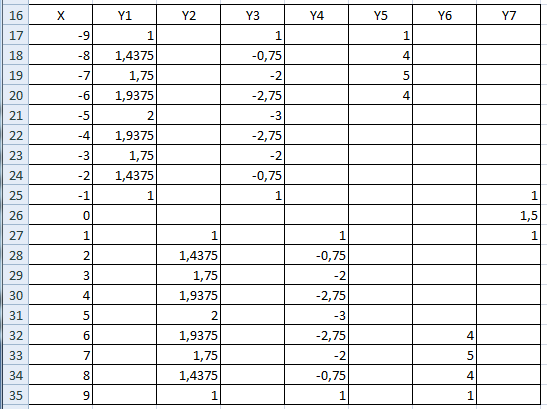 16 X Y1 Y2 Y3 Y4 Y5 Y6 Y7
17 -9 1 1 1
18 -8 1,4375 -0,75 4
19 -7 1,75 -2 5
20 -6 1,9375 -2,75 4
21 -5 2 -3
22 -4 1,9375 -2,75
23 -3 1,75 -2
24 -2 1,4375 -0,75
25 -1 1 1 1
26 0 1,5
27 1 1 1 1
28 2 1,4375 -0,75
29 3 1,75 -2
30 4 1,9375 -2,75
31 5 2 -3
32 6 1,9375 -2,75 4
33 7 1,75 -2 5
34 8 1,4375 -0,75 4
35 9 1 1 1